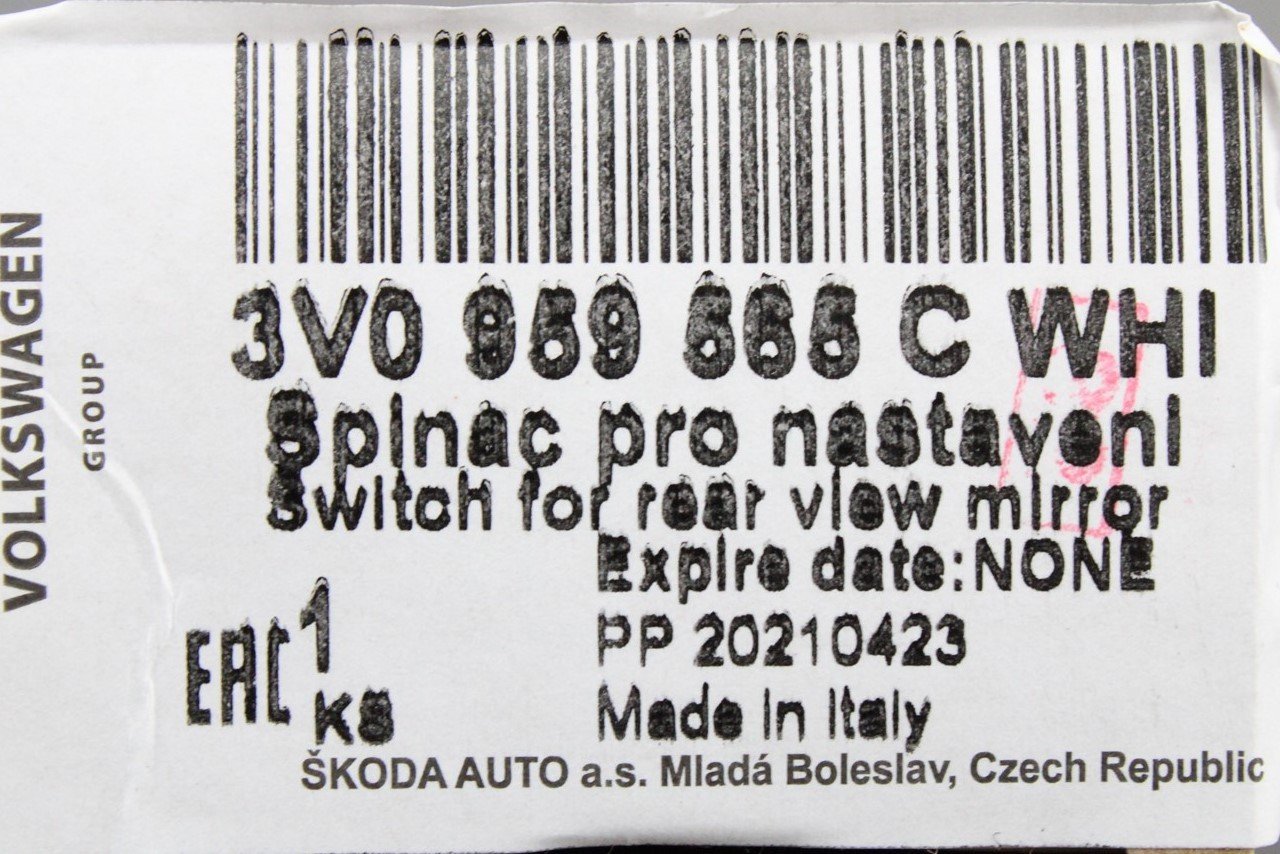 VOLKSWAGEN
GROUP
3V0 959 565 C WHI
Spinac pro nastaveni
Switch for rear view mirror
Expire date:NONE
EAC
1
ks
PP 20210423
Made in Italy
ŠKODA AUTO a.s. Mladá Boleslav, Czech Republic